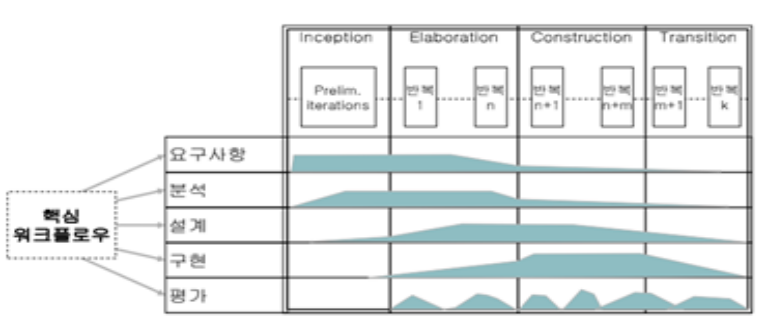 Inception Elaboration Construction Transition
Prelim. iterations
반복 1
반복 n
반복 n+1
반복 n+m
반복 m+1
반복 k
요구사항
분석
설계
구현
평가
핵심
워크플로우